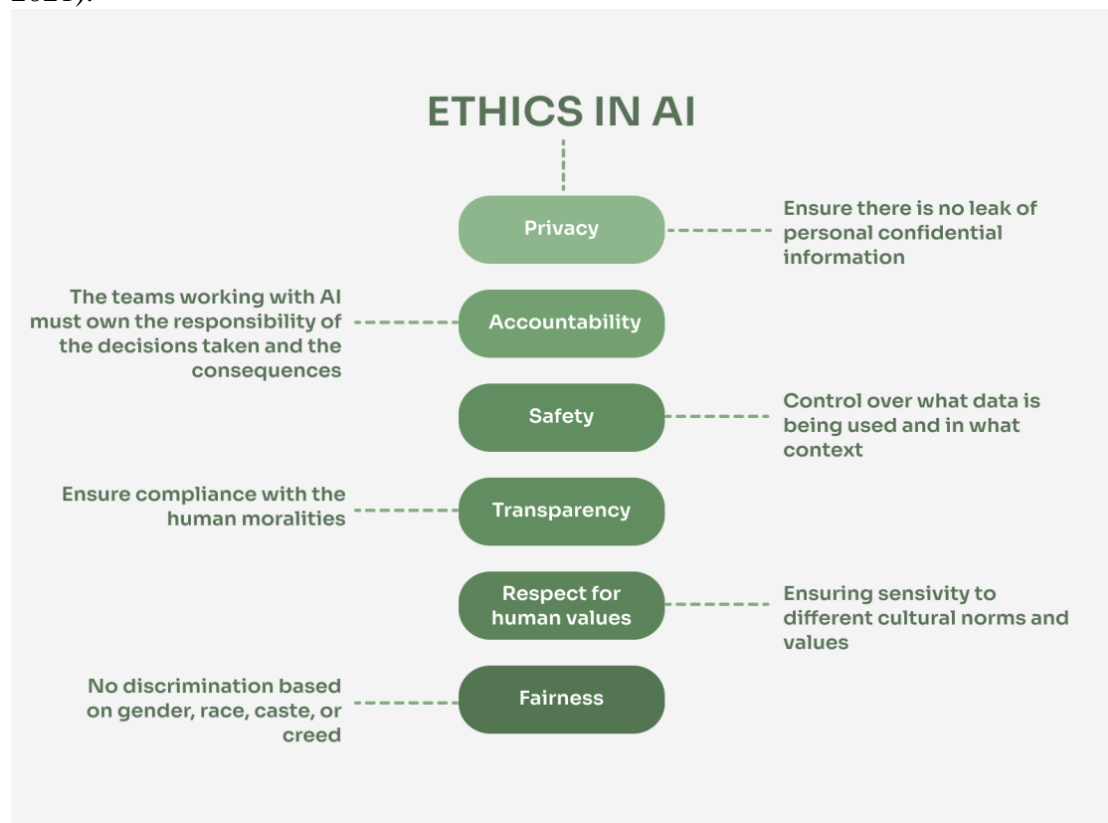 2021).
ETHICS IN AI
Privacy
Ensure there is no leak of
personal confidential
information
The teams working with AI
must own the responsibility of
the decisions taken and the
consequences
Accountability
Safety
Control over what data is
being used and in what
context
Ensure compliance with the
human moralities
Transparency
Respect for
human values
Ensuring sensivity to
different cultural norms and
values
No discrimination based
on gender, race, caste, or
creed
Fairness